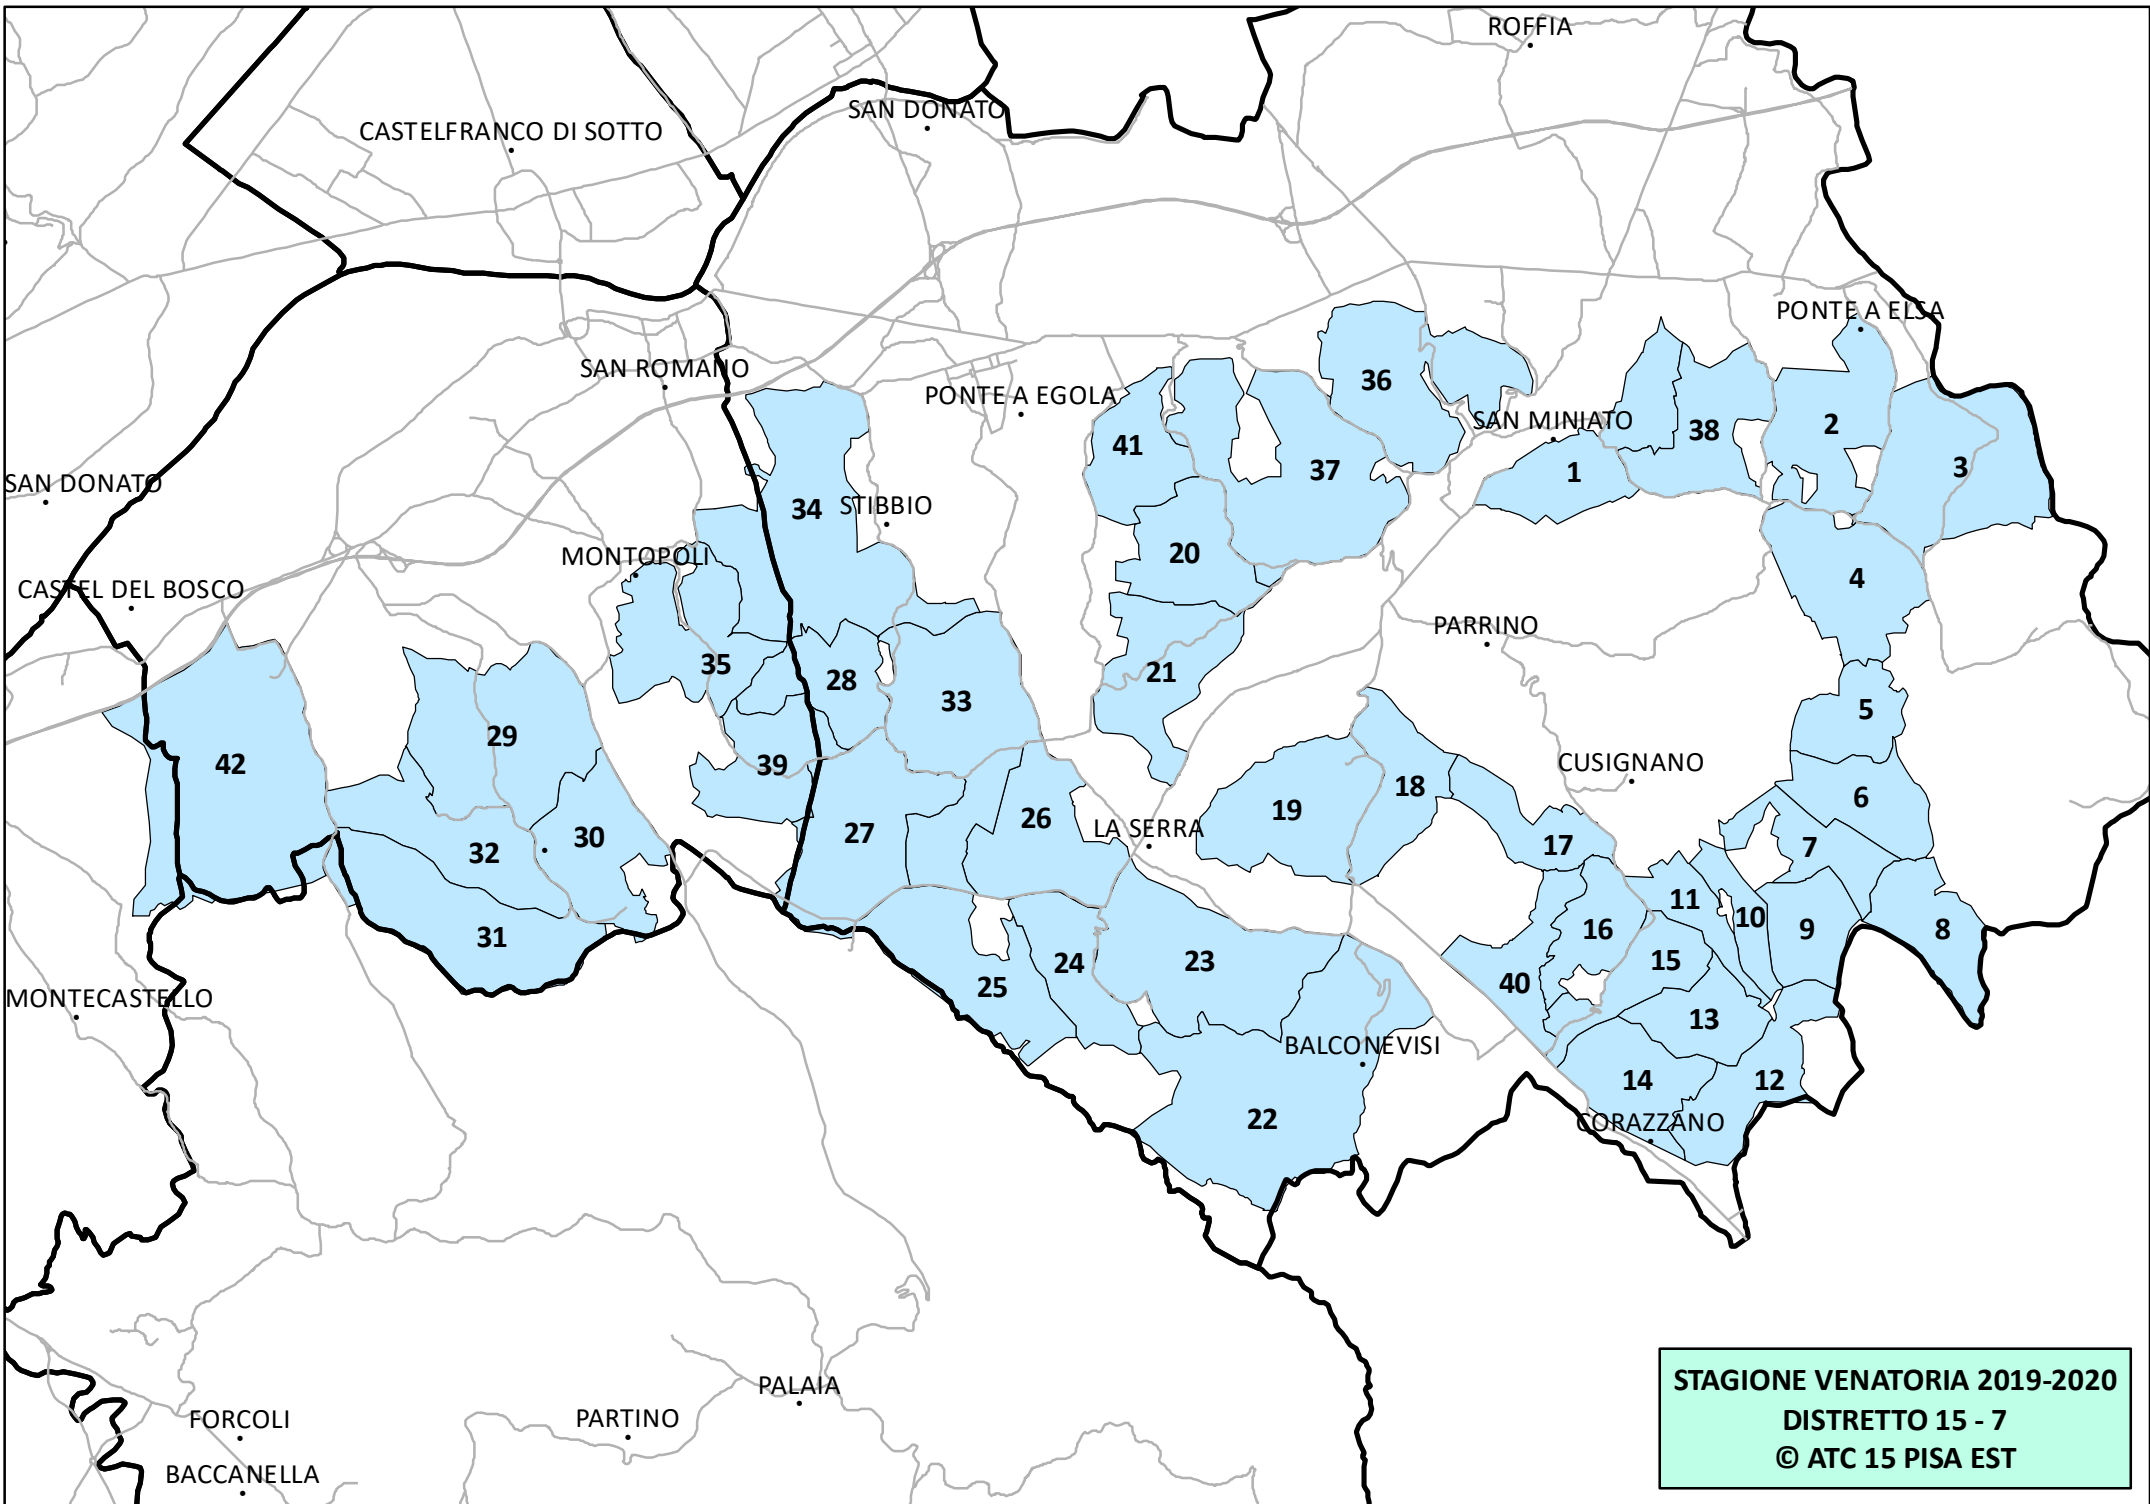 ROFFIA
SAN DONATO
CASTELFRANCO DI SOTTO
PONTE A ELSA
SAN ROMANO
36
PONTE A EGOLA
SAN MINIATO
2
38
41
3
37
1
SAN DONATO
34
STIBBIO
20
MONTOPOLI
4
CASTEL DEL BOSCO
PARRINO
35
21
28
33
5
29
42
39
CUSIGNANO
18
6
19
26
LA SERRA
27
30
17
7
32
11
10
16
9
8
31
15
23
24
40
25
MONTECASTELLO
13
BALCONEVISI
14
12
22
CORAZZANO
PALAIA
FORCOLI
PARTINO
BACCANELLA
STAGIONE VENATORIA 2019-2020
DISTRETTO 15 - 7
© ATC 15 PISA EST